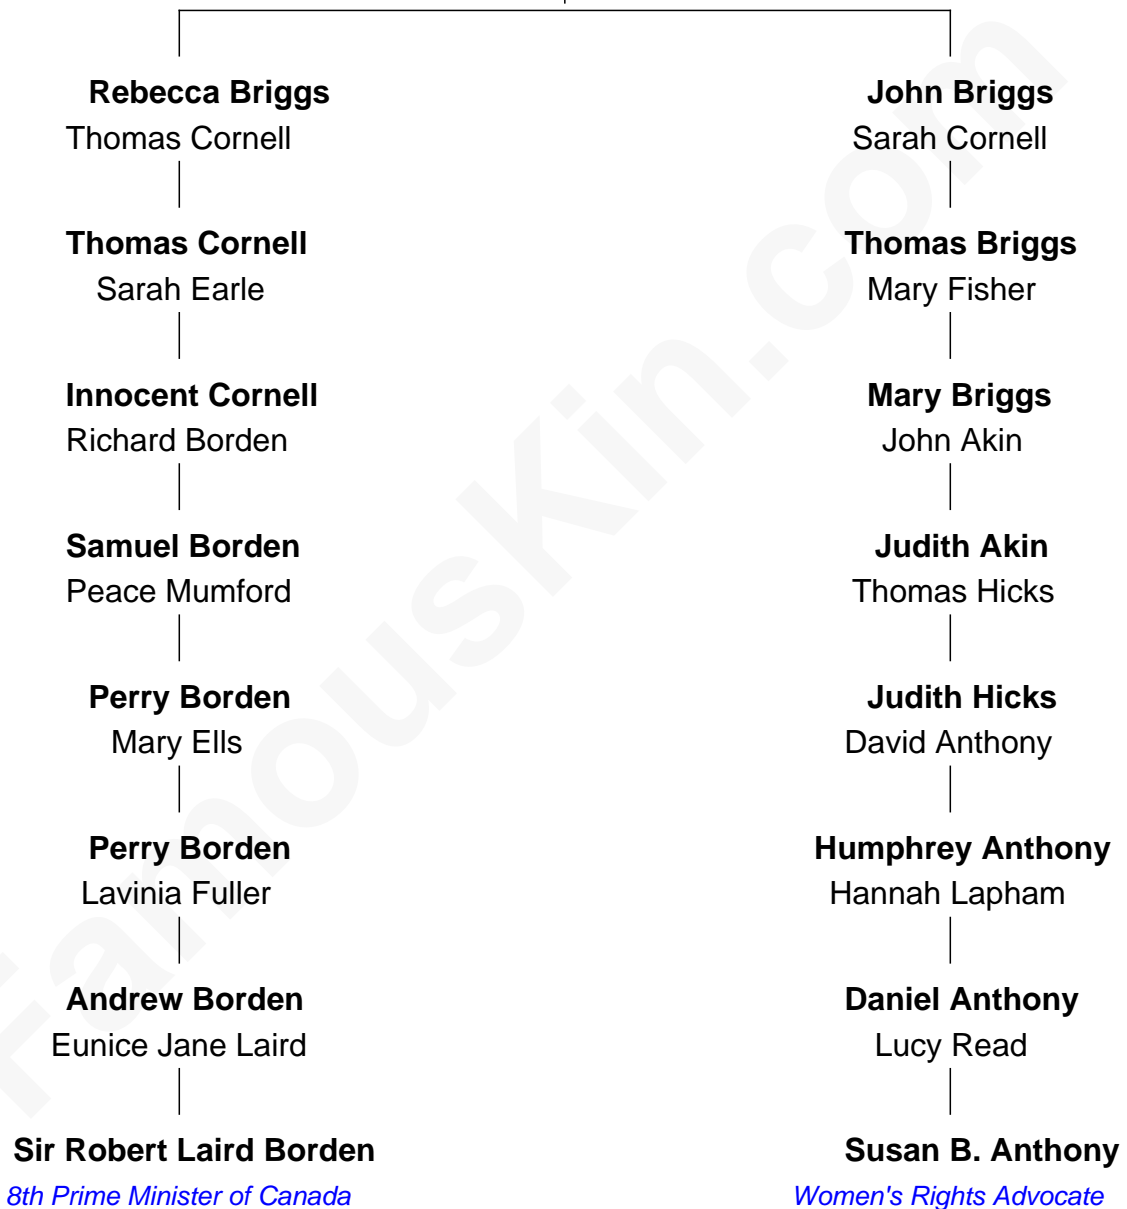 Rebecca Briggs
Thomas Cornell
John Briggs
Sarah Cornell
Thomas Cornell
Sarah Earle
Thomas Briggs
Mary Fisher
Innocent Cornell
Richard Borden
Mary Briggs
John Akin
Samuel Borden
Peace Mumford
Judith Akin
Thomas Hicks
Perry Borden
Mary Ells
Judith Hicks
David Anthony
Perry Borden
Lavinia Fuller
Humphrey Anthony
Hannah Lapham
Andrew Borden
Eunice Jane Laird
Daniel Anthony
Lucy Read
Sir Robert Laird Borden
8th Prime Minister of Canada
Susan B. Anthony
Women's Rights Advocate
FamousKin.com